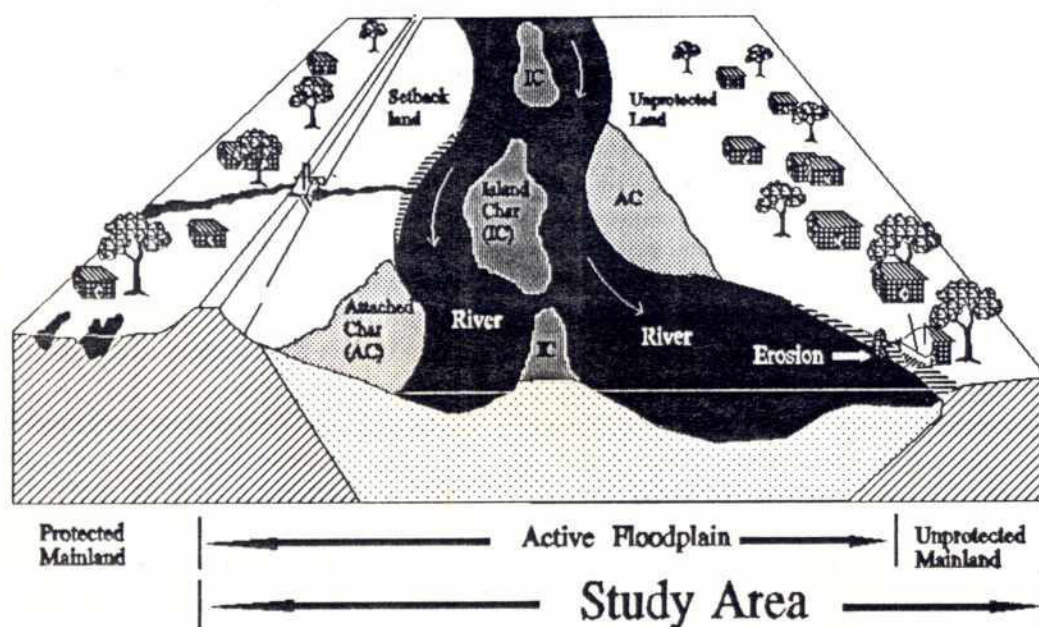 IC
Setback
land
Unprotected
Land
Island
Char
(IC)
AC
Attached
Char
(AC)
River
IC
River
Erosion
Protected
Mainland
Active Floodplain
Unprotected
Mainland
Study Area